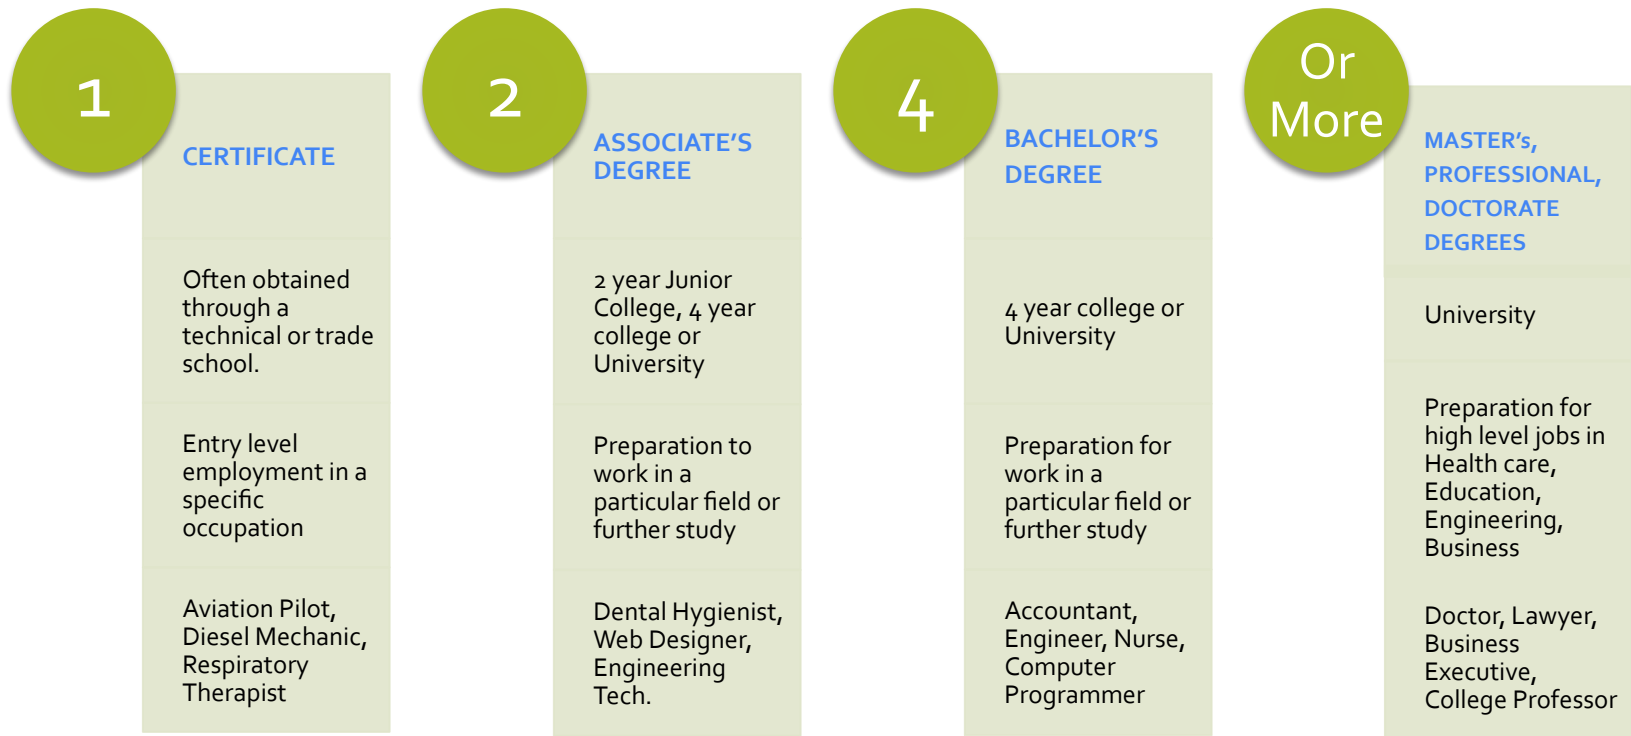 1
CERTIFICATE
Often obtained
through a
technical or trade
school.
Entry level
employment in a
specific
occupation
Aviation Pilot,
Diesel Mechanic,
Respiratory
Therapist
2
ASSOCIATE'S
DEGREE
2 year Junior
College, 4 year
college or
University
Preparation to
work in a
particular field or
further study
Dental Hygienist,
Web Designer,
Engineering
Tech.
4
BACHELOR'S
DEGREE
4 year college or
University
Preparation for
work in a
particular field or
further study
Accountant,
Engineer, Nurse,
Computer
Programmer
Or
More
MASTER's,
PROFESSIONAL,
DOCTORATE
DEGREES
University
Preparation for
high level jobs in
Health care,
Education,
Engineering,
Business
Doctor, Lawyer,
Business
Executive,
College Professor